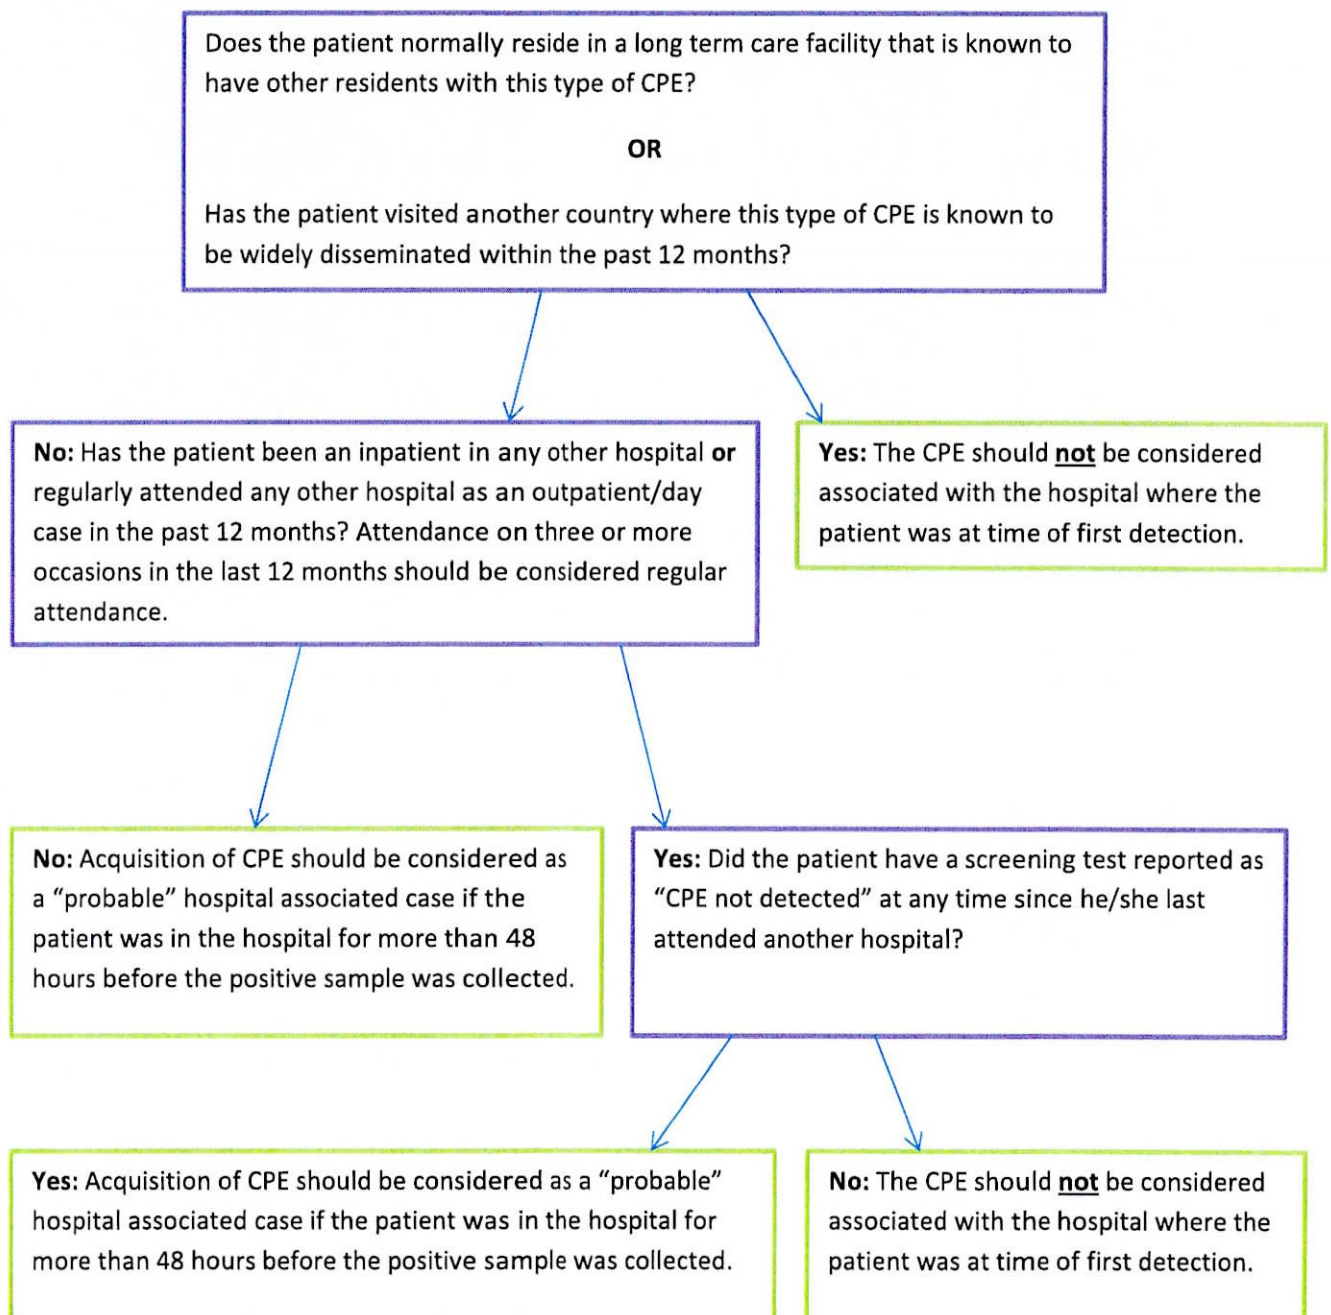 Does the patient normally reside in a long term care facility that is known to
have other residents with this type of CPE?
OR
Has the patient visited another country where this type of CPE is known to
be widely disseminated within the past 12 months?
No: Has the patient been an inpatient in any other hospital or
regularly attended any other hospital as an outpatient/day
case in the past 12 months? Attendance on three or more
occasions in the last 12 months should be considered regular
attendance.
Yes: The CPE should not be considered
associated with the hospital where the
patient was at time of first detection.
No: Acquisition of CPE should be considered as
a “probable” hospital associated case if the
patient was in the hospital for more than 48
hours before the positive sample was collected.
Yes: Did the patient have a screening test reported as
“CPE not detected” at any time since he/she last
attended another hospital?
Yes: Acquisition of CPE should be considered as a “probable”
hospital associated case if the patient was in the hospital for
more than 48 hours before the positive sample was collected.
No: The CPE should not be considered
associated with the hospital where the
patient was at time of first detection.